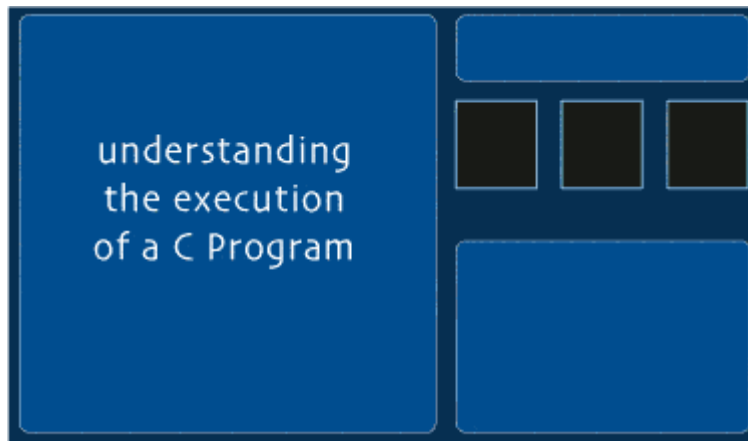 understanding
the execution
of a C Program